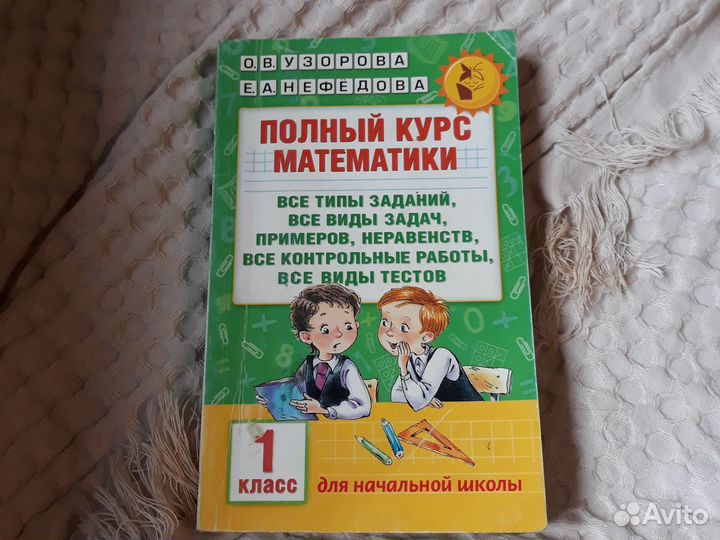 О.В. УЗОРОВА
Е.А. НЕФЁДОВА
ПОЛНЫЙ КУРС
МАТЕМАТИКИ
ВСЕ ТИПЫ ЗАДАНИЙ,
ВСЕ ВИДЫ ЗАДАЧ,
ПРИМЕРОВ, НЕРАВЕНСТВ,
ВСЕ КОНТРОЛЬНЫЕ РАБОТЫ,
ВСЕ ВИДЫ ТЕСТОВ
1
КЛАСС
для начальной школы
Avito